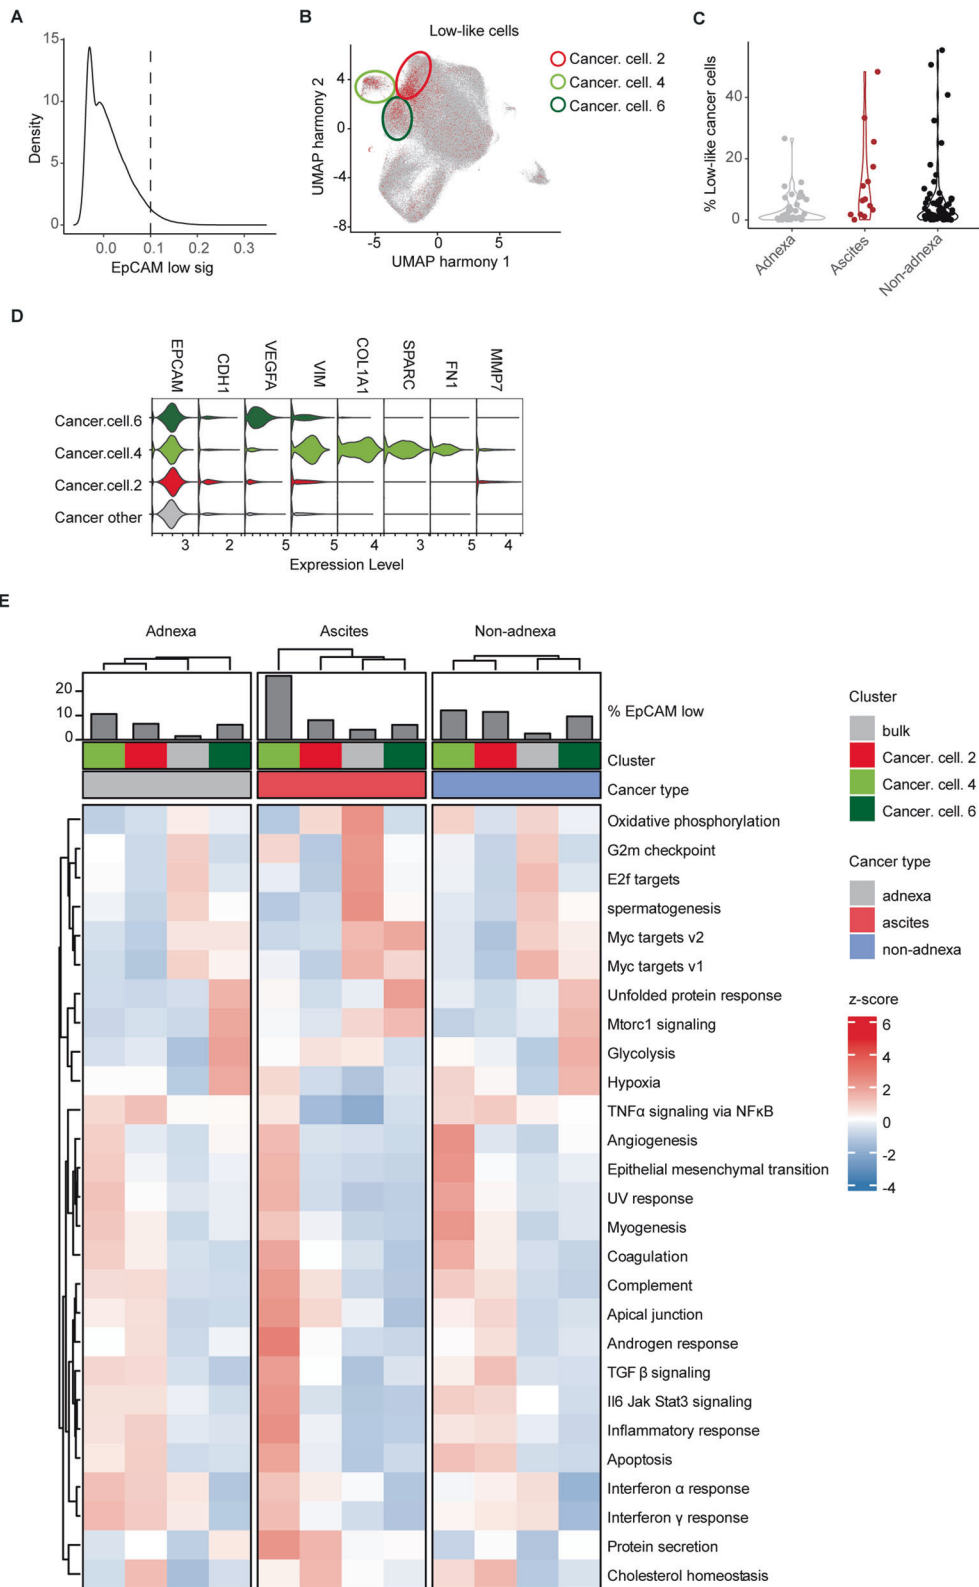 A
15
10
5
0
Density
0.0 0.1 0.2 0.3
EpCAM low sig
B
Low-like cells
Cancer. cell. 2
Cancer. cell. 4
Cancer. cell. 6
4
0
-4
-8
UMAP harmony 2
-5 0 5
UMAP harmony 1
C
40
20
0
% Low-like cancer cells
Adnexa
Ascites
Non-adnexa
D
EPCAM CDH1 VEGFA VIM COL1A1 SPARC FN1 MMP7
Cancer.cell.6
Cancer.cell.4
Cancer.cell.2
Cancer other
3 2 5 5 4 3 5 4
Expression Level
E
Adnexa Ascites Non-adnexa
20
10
0
% EpCAM low
Cluster
Cancer type
Oxidative phosphorylation
G2m checkpoint
E2f targets
spermatogenesis
Myc targets v2
Myc targets v1
Unfolded protein response
Mtorc1 signaling
Glycolysis
Hypoxia
TNFα signaling via NFκB
Angiogenesis
Epithelial mesenchymal transition
UV response
Myogenesis
Coagulation
Complement
Apical junction
Androgen response
TGF β signaling
Il6 Jak Stat3 signaling
Inflammatory response
Apoptosis
Interferon α response
Interferon γ response
Protein secretion
Cholesterol homeostasis
Cluster
bulk
Cancer. cell. 2
Cancer. cell. 4
Cancer. cell. 6
Cancer type
adnexa
ascites
non-adnexa
z-score
6
4
2
0
-2
-4